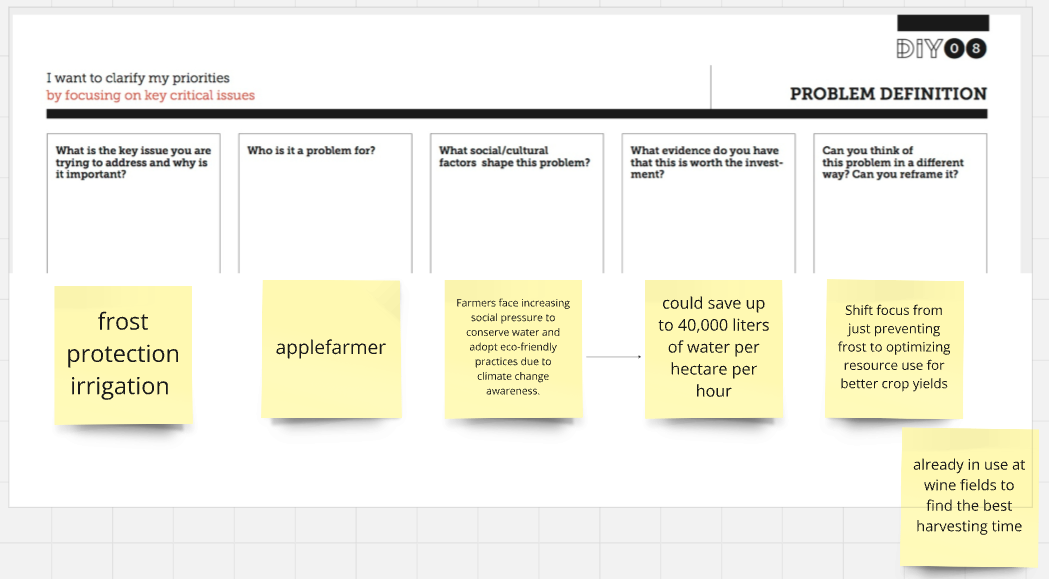 DIY08
I want to clarify my priorities
by focusing on key critical issues
PROBLEM DEFINITION
What is the key issue you are
trying to address and why is
it important?
Who is it a problem for?
What social/cultural
factors shape this problem?
What evidence do you have
that this is worth the invest-
ment?
Can you think of
this problem in a different
way? Can you reframe it?
frost
protection
irrigation
applefarmer
Farmers face increasing
social pressure to
conserve water and
adopt eco-friendly
practices due to
climate change
awareness.
could save up
to 40,000 liters
of water per
hectare per
hour
Shift focus from
just preventing
frost to optimizing
resource use for
better crop yields
already in use at
wine fields to
find the best
harvesting time